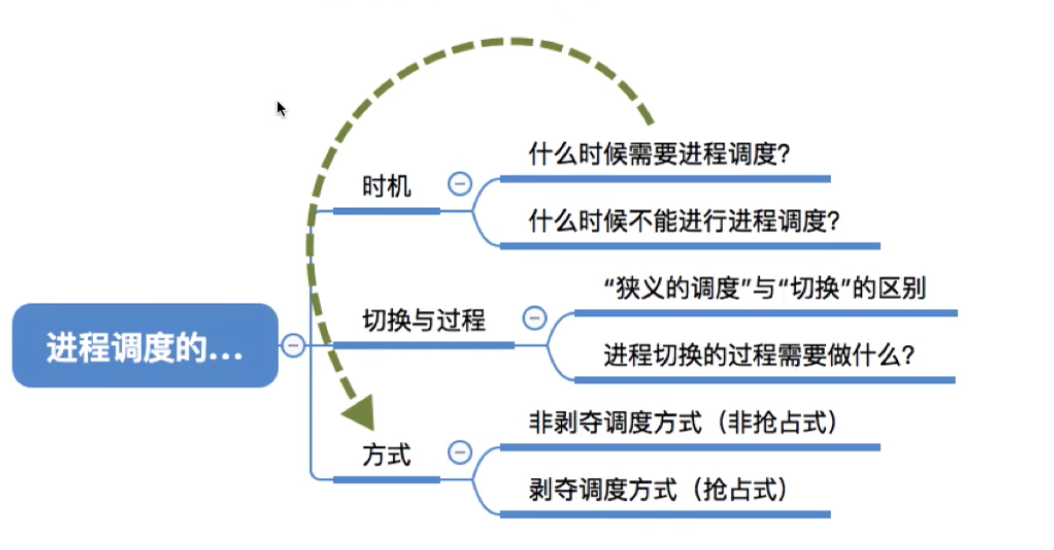 什么时候需要进程调度?
时机
什么时候不能进行进程调度?
“狭义的调度”与“切换”的区别
切换与过程
进程调度的...
进程切换的过程需要做什么?
非剥夺调度方式（非抢占式）
方式
剥夺调度方式（抢占式）